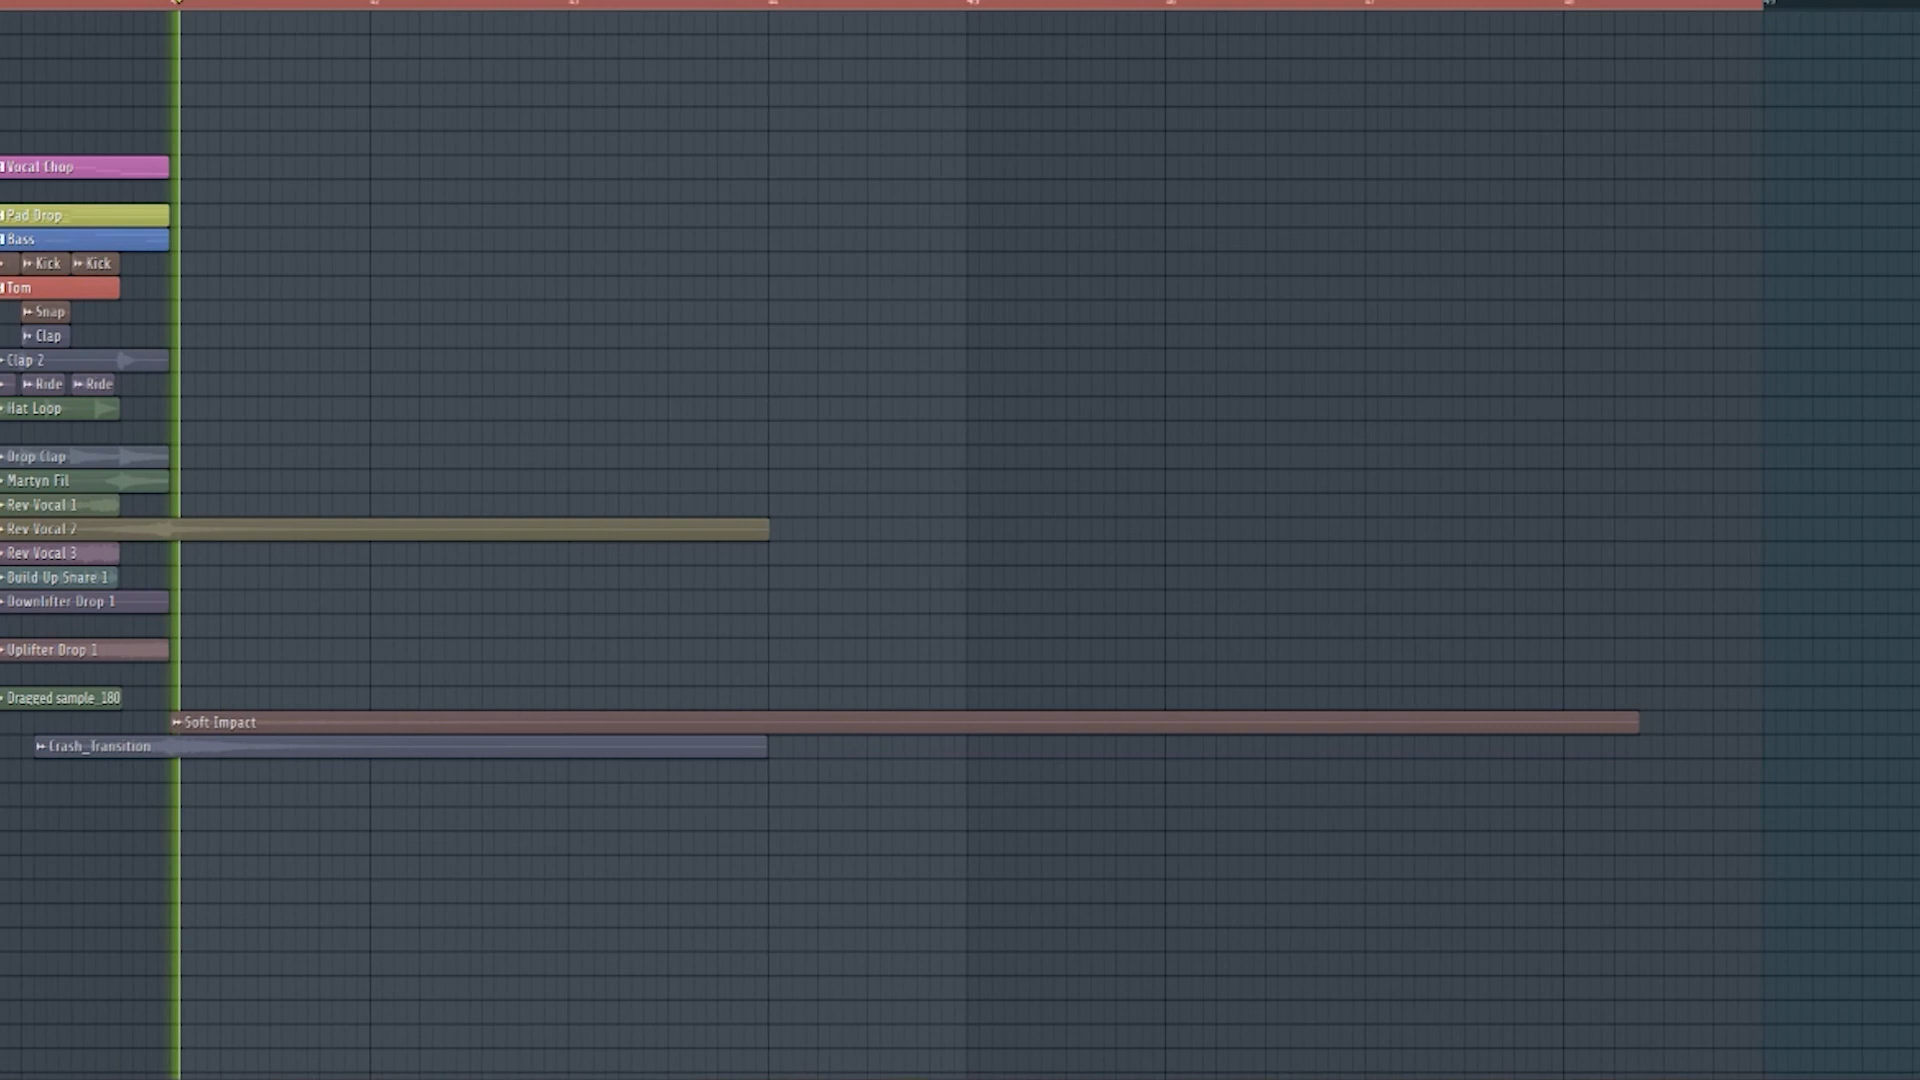 Vocal Chop
Pad Drop
Bass
Kick Kick
Tom
Snap
Clap
Clap 2
Ride Ride
Hat Loop
Drop Clap
Martyn Fil
Rev Vocal 1
Rev Vocal 2
Rev Vocal 3
Build Up Snare 1
Downlifter Drop 1
Uplifter Drop 1
Dragged sample_180
Soft Impact
Crash_Transition